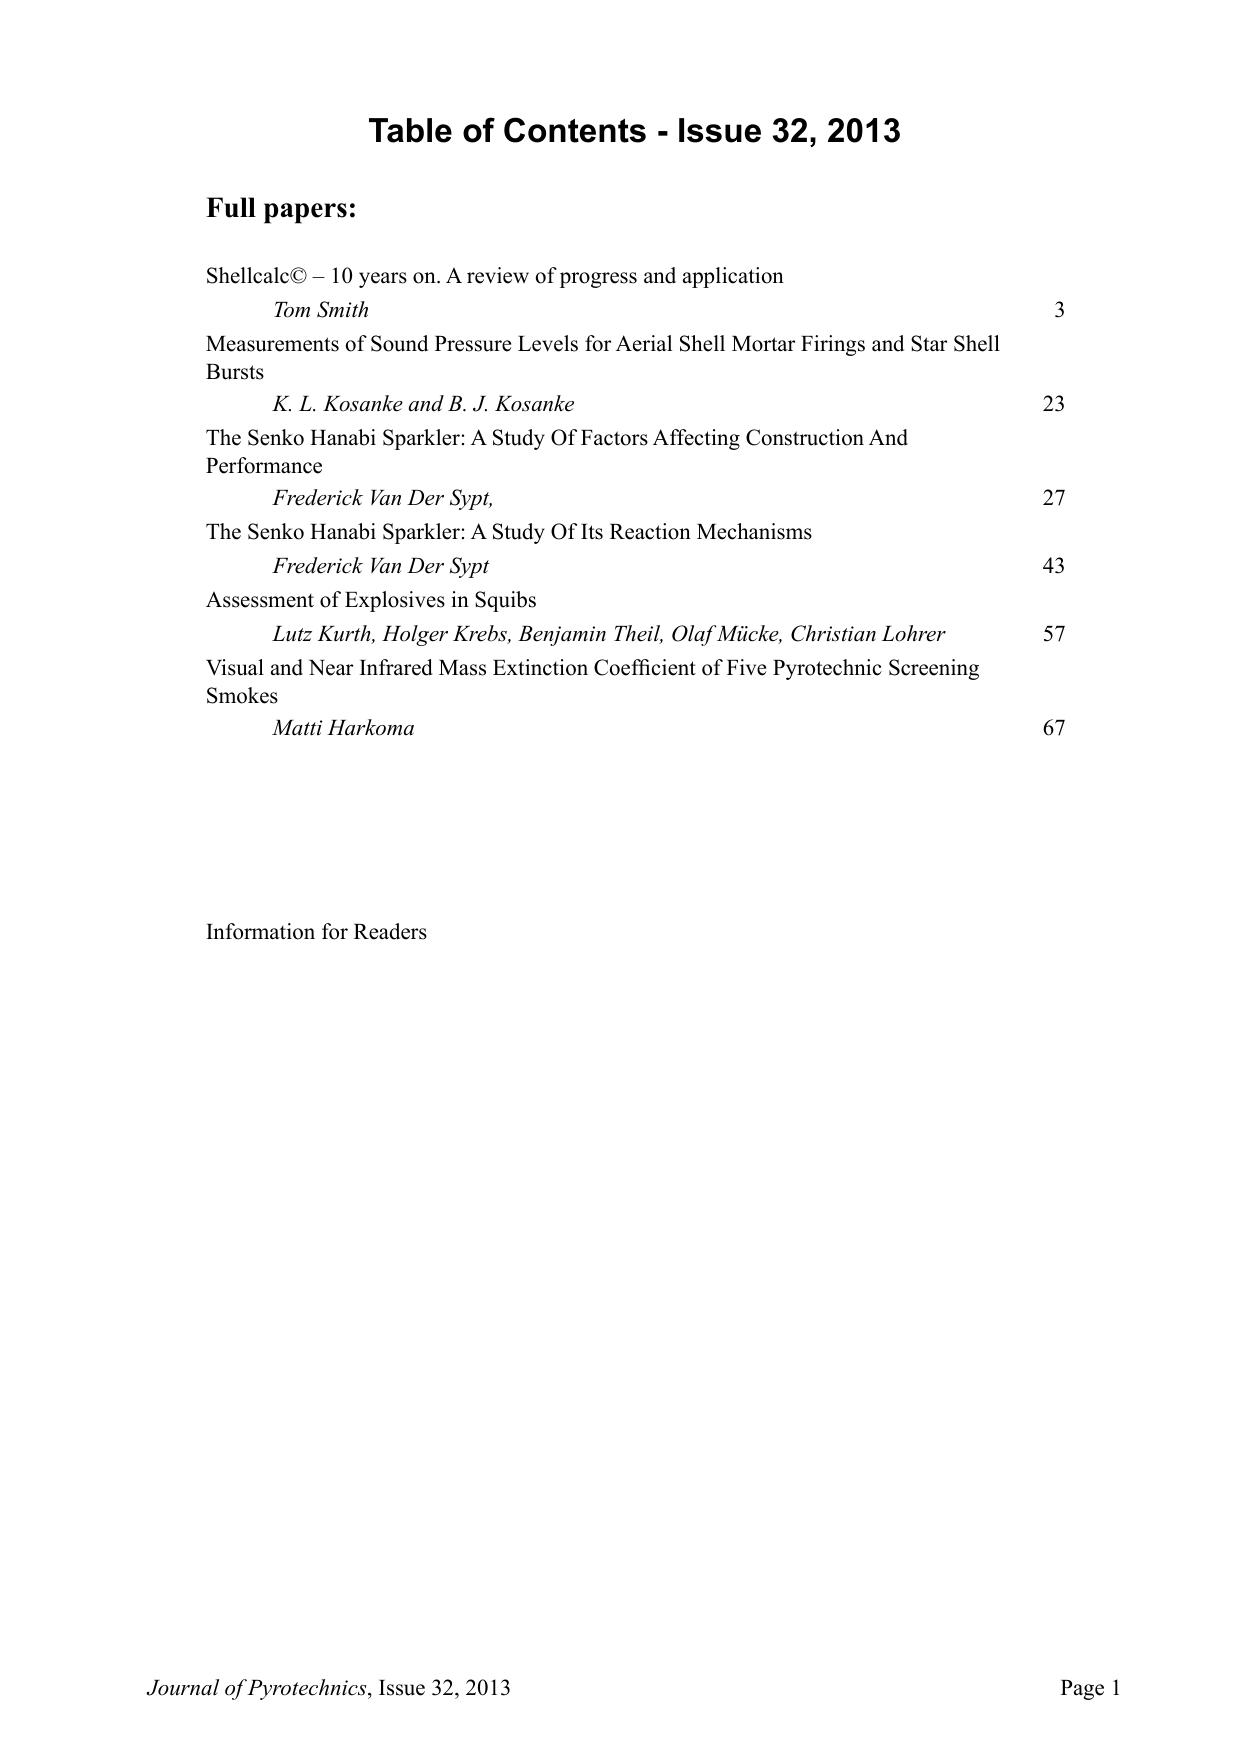 Table of Contents - Issue 32, 2013
Full papers:
Shellcalc© – 10 years on. A review of progress and application
Tom Smith 3
Measurements of Sound Pressure Levels for Aerial Shell Mortar Firings and Star Shell
Bursts
K. L. Kosanke and B. J. Kosanke 23
The Senko Hanabi Sparkler: A Study Of Factors Affecting Construction And
Performance
Frederick Van Der Sypt, 27
The Senko Hanabi Sparkler: A Study Of Its Reaction Mechanisms
Frederick Van Der Sypt 43
Assessment of Explosives in Squibs
Lutz Kurth, Holger Krebs, Benjamin Theil, Olaf Mücke, Christian Lohrer 57
Visual and Near Infrared Mass Extinction Coefficient of Five Pyrotechnic Screening
Smokes
Matti Harkoma 67
Information for Readers
Journal of Pyrotechnics, Issue 32, 2013 Page 1